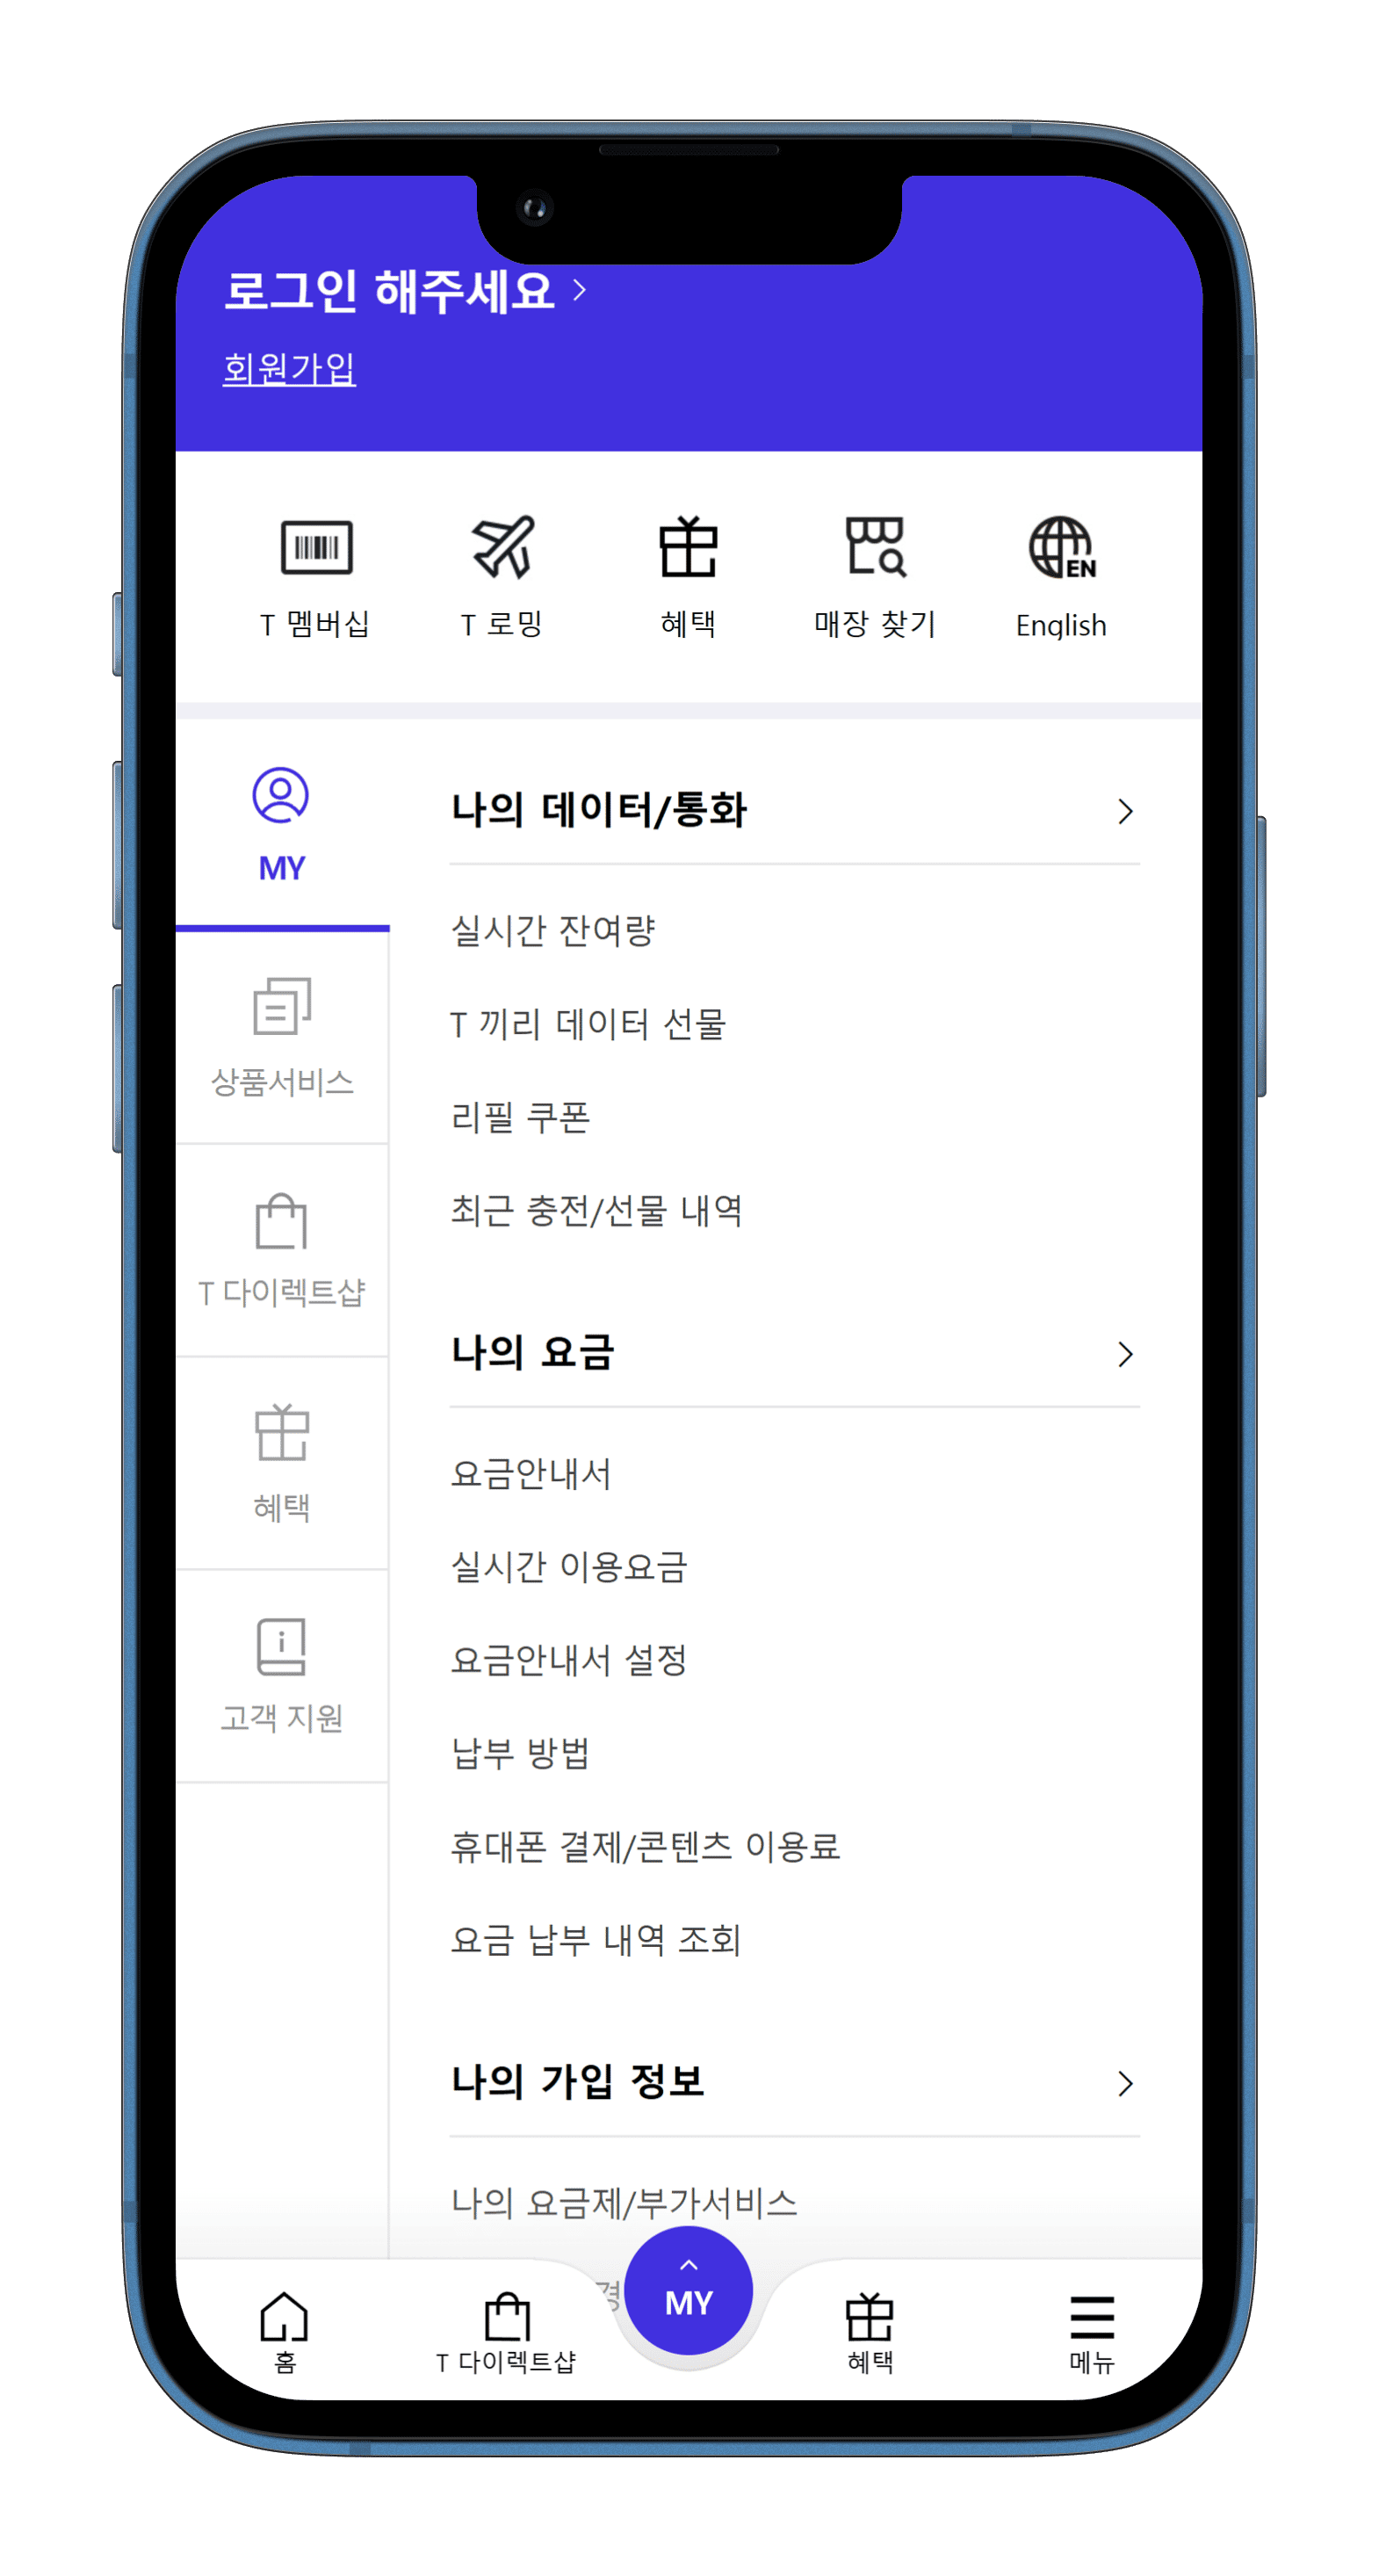 로그인 해주세요
회원가입
T 멤버십
T 로밍
혜택
매장 찾기
EN
English
MY
상품서비스
T 다이렉트샵
혜택
고객 지원
나의 데이터/통화
실시간 잔여량
T 끼리 데이터 선물
리필 쿠폰
최근 충전/선물 내역
나의 요금
요금안내서
실시간 이용요금
요금안내서 설정
납부 방법
휴대폰 결제/콘텐츠 이용료
요금 납부 내역 조회
나의 가입 정보
나의 요금제/부가서비스
홈
T 다이렉트샵
MY
혜택
메뉴